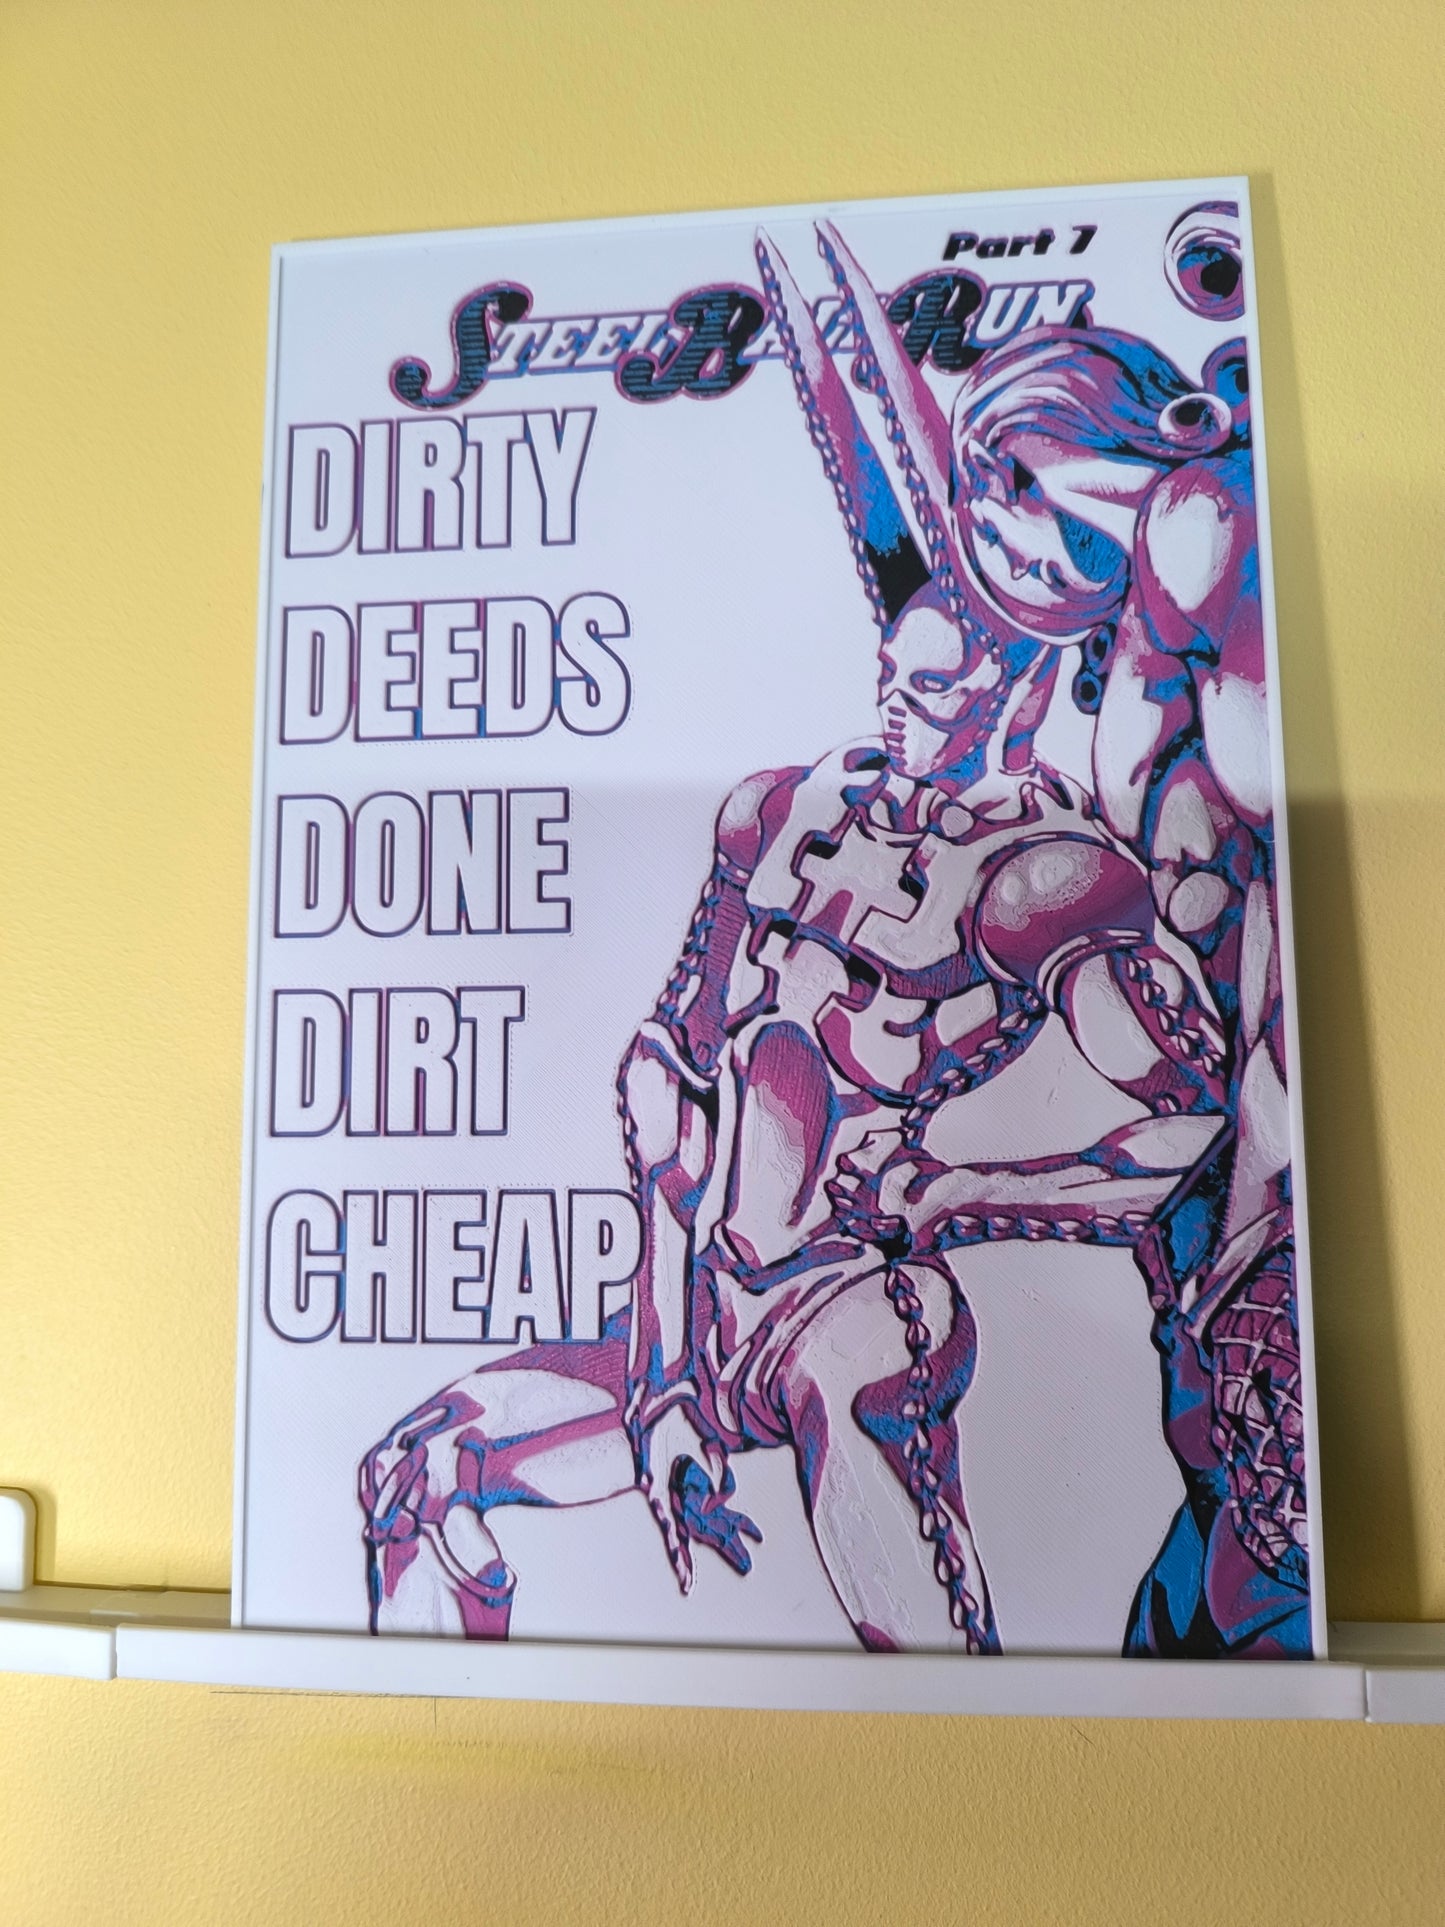 Part 7
STEEL BALL RUN
DIRTY
DEEDS
DONE
DIRT
CHEAP